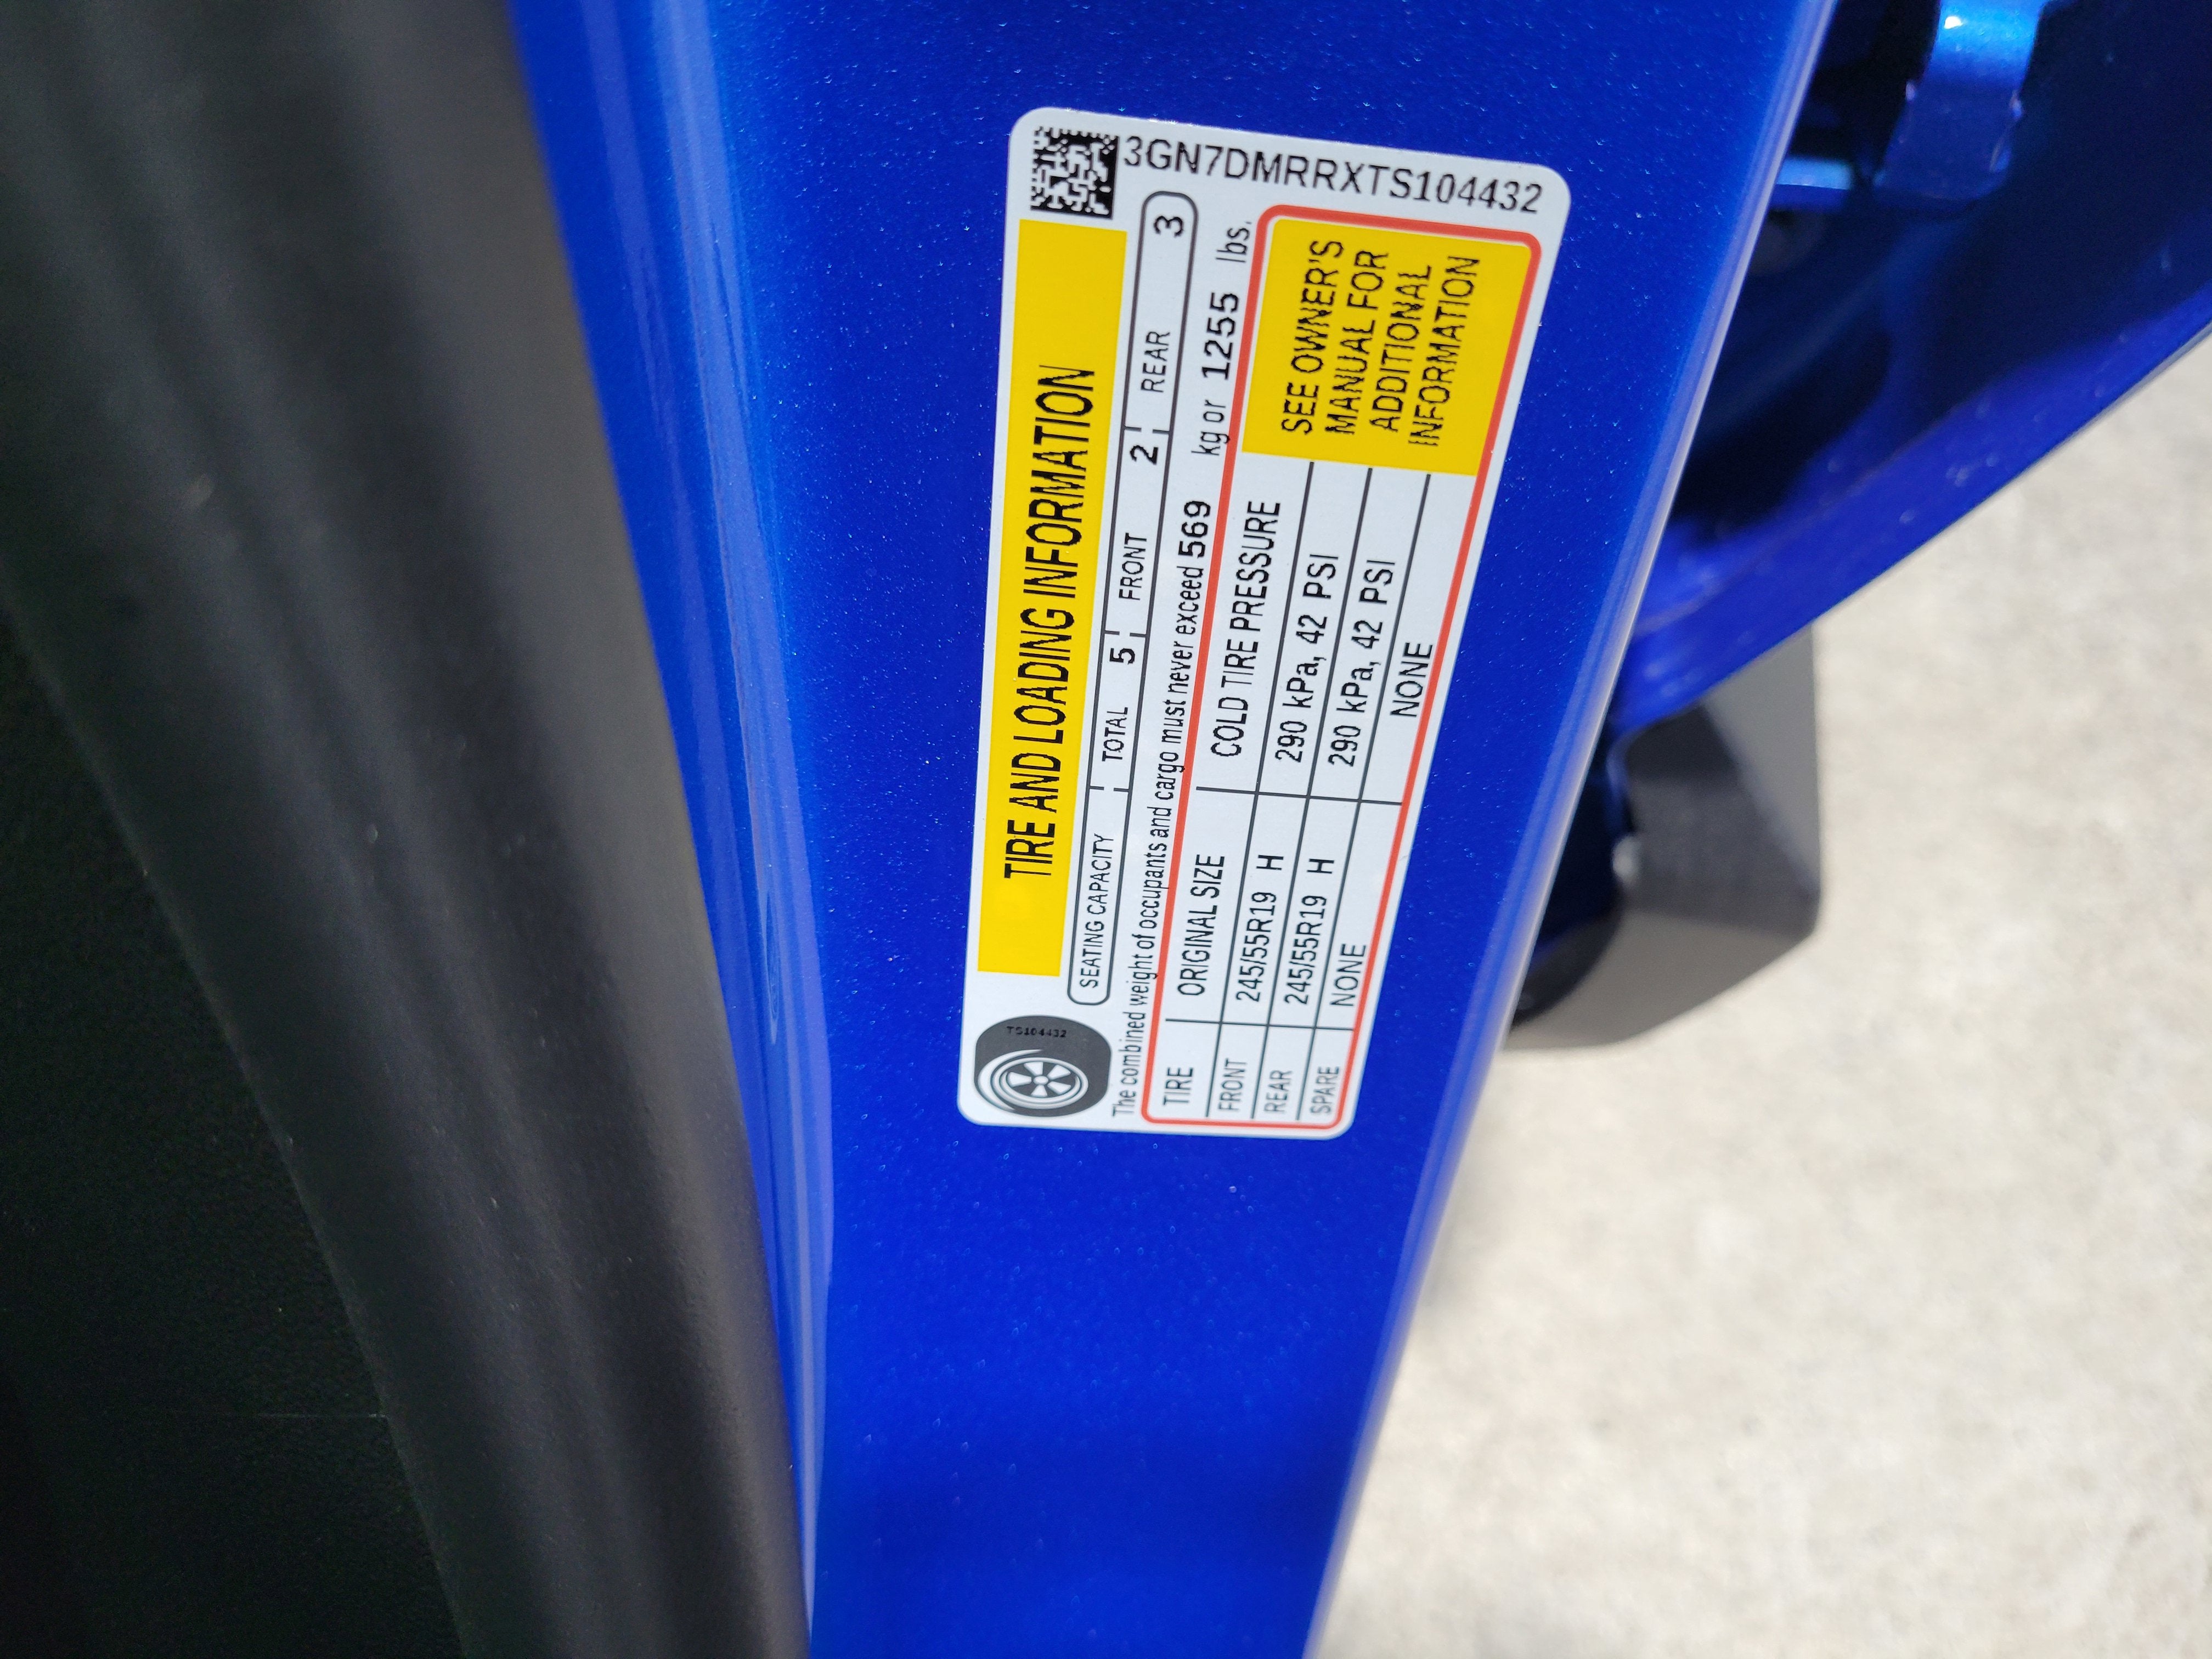 3GN7DMRRXTS104432
TIRE AND LOADING INFORMATION
TS104432
SEATING CAPACITY TOTAL 5 FRONT 2 REAR 3
The combined weight of occupants and cargo must never exceed 569 kg or 1255 lbs.
TIRE ORIGINAL SIZE COLD TIRE PRESSURE
FRONT 245/55R19 H 290 kPa, 42 PSI
REAR 245/55R19 H 290 kPa, 42 PSI
SPARE NONE NONE
SEE OWNER'S
MANUAL FOR
ADDITIONAL
INFORMATION